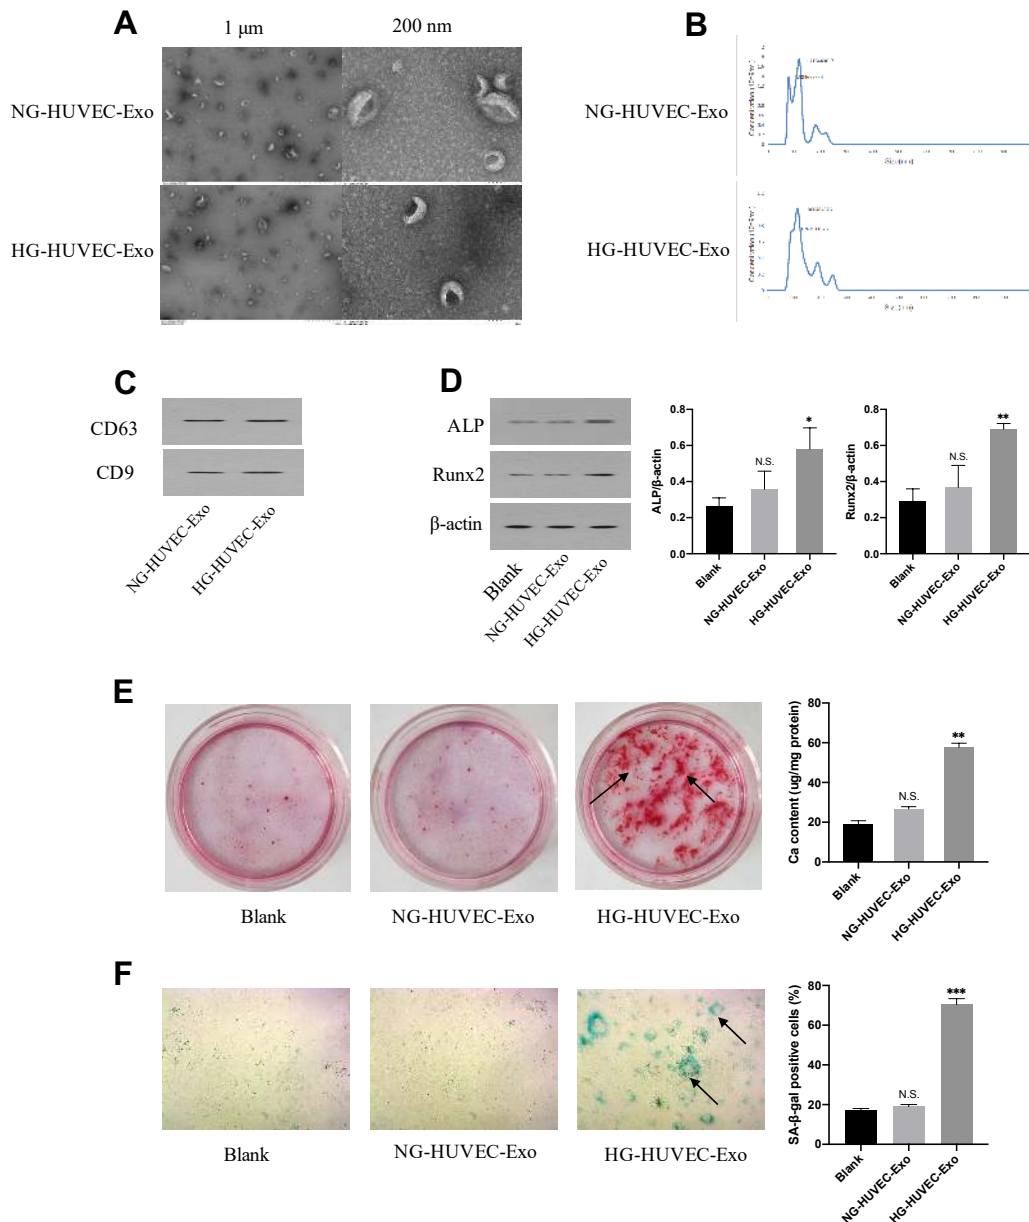 A
1 μm
200 nm
NG-HUVEC-Exo
HG-HUVEC-Exo
B
NG-HUVEC-Exo
HG-HUVEC-Exo
C
CD63
CD9
NG-HUVEC-Exo
HG-HUVEC-Exo
D
ALP
Runx2
β-actin
Blank
NG-HUVEC-Exo
HG-HUVEC-Exo
ALP/β-actin
0.8
0.6
0.4
0.2
0.0
N.S.
*
Blank
NG-HUVEC-Exo
HG-HUVEC-Exo
Runx2/β-actin
0.8
0.6
0.4
0.2
0.0
N.S.
**
Blank
NG-HUVEC-Exo
HG-HUVEC-Exo
E
Blank
NG-HUVEC-Exo
HG-HUVEC-Exo
Ca content (ug/mg protein)
80
60
40
20
0
N.S.
**
Blank
NG-HUVEC-Exo
HG-HUVEC-Exo
F
Blank
NG-HUVEC-Exo
HG-HUVEC-Exo
SA-β-gal positive cells (%)
80
60
40
20
0
N.S.
***
Blank
NG-HUVEC-Exo
HG-HUVEC-Exo